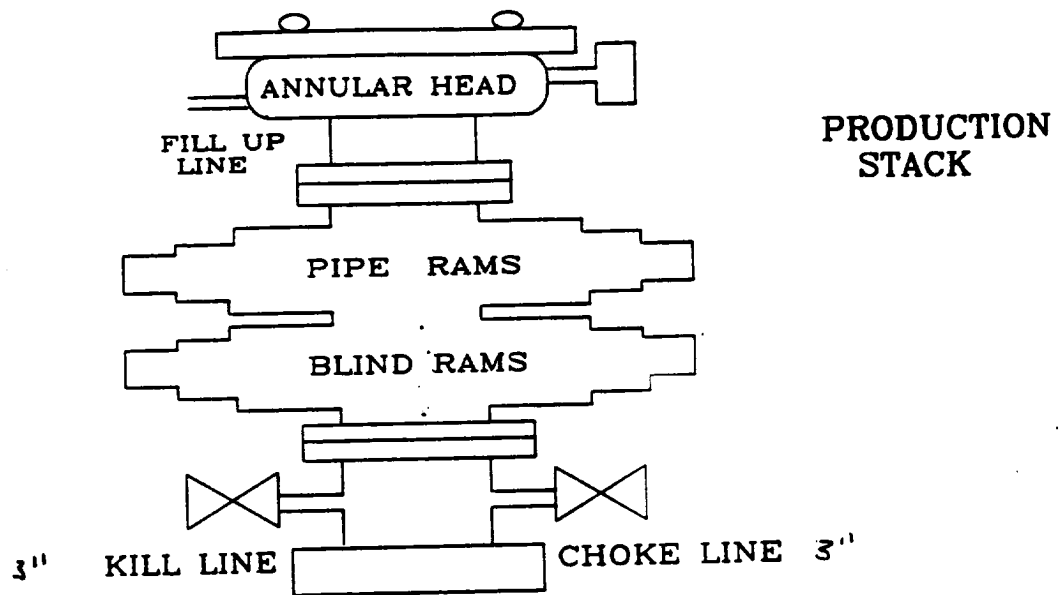 ANNULAR HEAD
FILL UP
LINE
PRODUCTION
STACK
PIPE RAMS
BLIND RAMS
3" KILL LINE
CHOKE LINE 3"